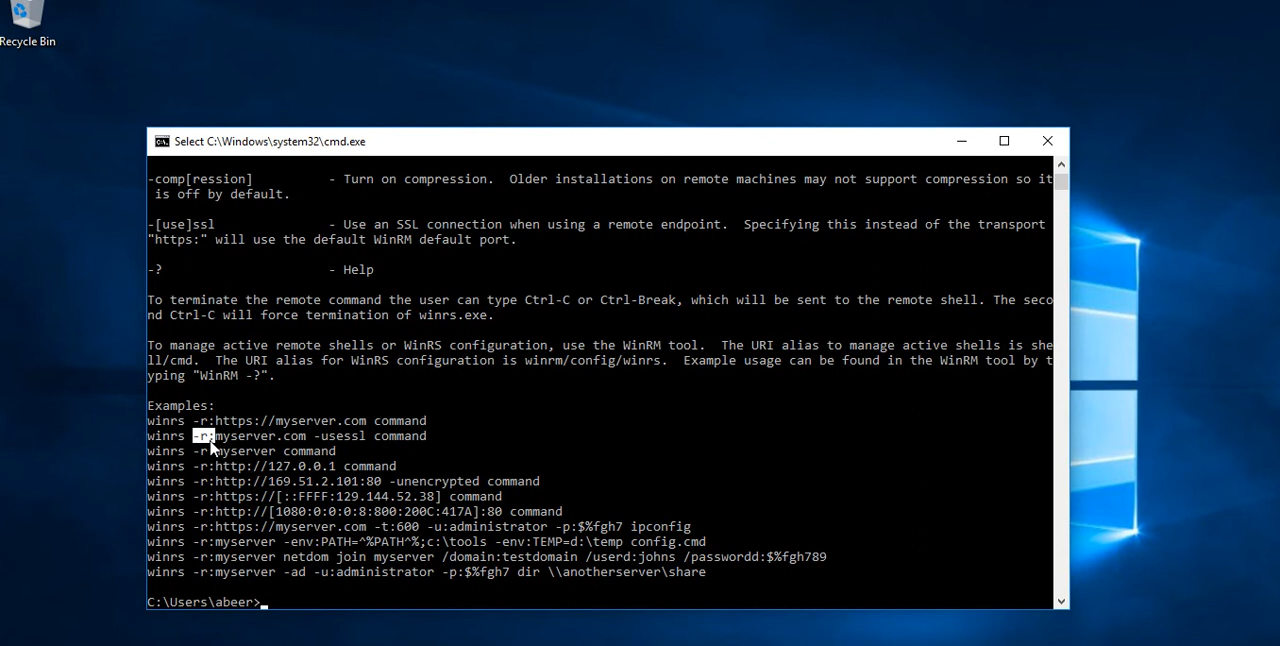 Recycle Bin
Select C:\Windows\system32\cmd.exe
-comp[ression]          - Turn on compression.  Older installations on remote machines may not support compression so it
 is off by default.
-[use]ssl               - Use an SSL connection when using a remote endpoint.  Specifying this instead of the transport
"https:" will use the default WinRM default port.
-?                      - Help
To terminate the remote command the user can type Ctrl-C or Ctrl-Break, which will be sent to the remote shell. The seco
nd Ctrl-C will force termination of winrs.exe.
To manage active remote shells or WinRS configuration, use the WinRM tool.  The URI alias to manage active shells is she
ll/cmd.  The URI alias for WinRS configuration is winrm/config/winrs.  Example usage can be found in the WinRM tool by t
yping "WinRM -?".
Examples:
winrs -r:https://myserver.com command
winrs -r:myserver.com -usessl command
winrs -r:myserver command
winrs -r:http://127.0.0.1 command
winrs -r:http://169.51.2.101:80 -unencrypted command
winrs -r:https://[::FFFF:129.144.52.38] command
winrs -r:http://[1080:0:0:0:8:800:200C:417A]:80 command
winrs -r:https://myserver.com -t:600 -u:administrator -p:$%fgh7 ipconfig
winrs -r:myserver -env:PATH=^%PATH^%;c:\tools -env:TEMP=d:\temp config.cmd
winrs -r:myserver netdom join myserver /domain:testdomain /userd:johns /passwordd:$%fgh789
winrs -r:myserver -ad -u:administrator -p:$%fgh7 dir \\anotherserver\share
C:\Users\abeer>